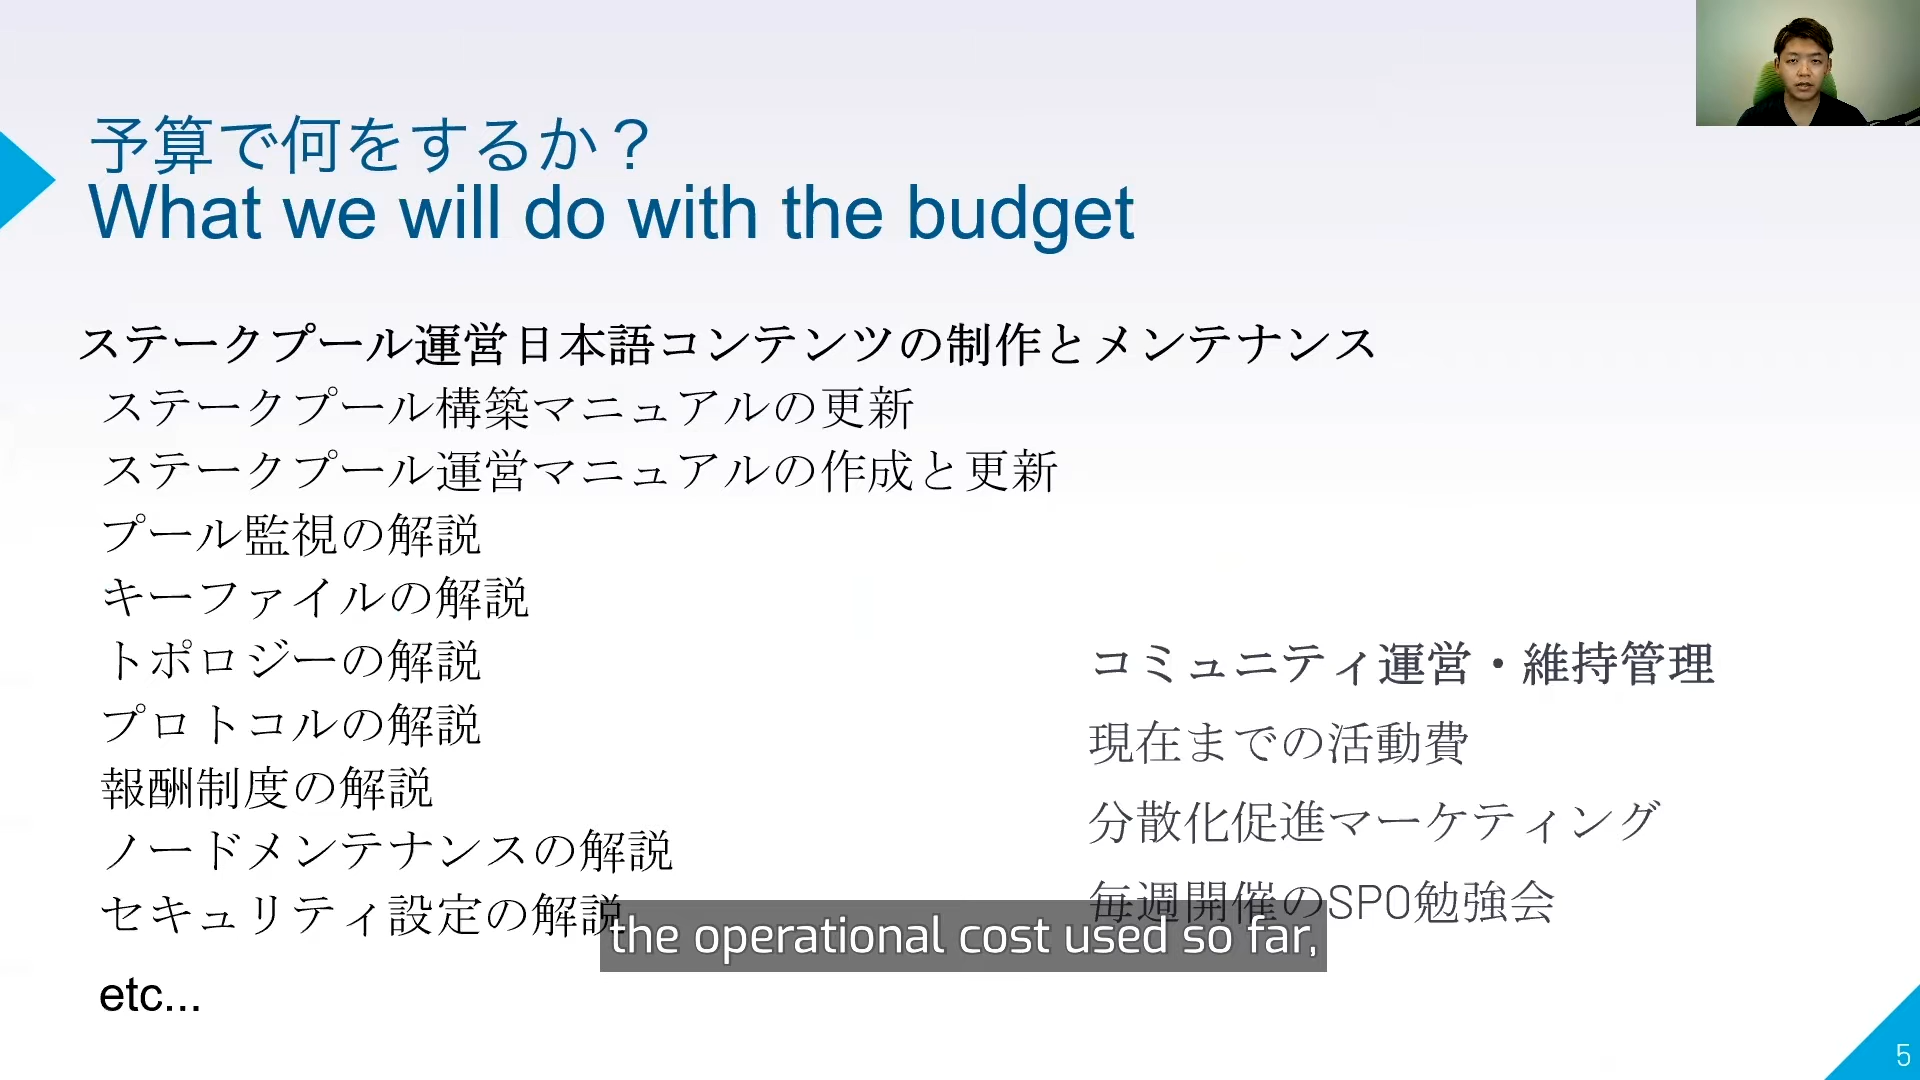 予算で何をするか？
What we will do with the budget
ステークプール運営日本語コンテンツの制作とメンテナンス
ステークプール構築マニュアルの更新
ステークプール運営マニュアルの作成と更新
プール監視の解説
キーファイルの解説
トポロジーの解説
プロトコルの解説
報酬制度の解説
ノードメンテナンスの解説
セキュリティ設定の解説
etc...
コミュニティ運営・維持管理
現在までの活動費
分散化促進マーケティング
毎週開催のSPO勉強会
the operational cost used so far,
5